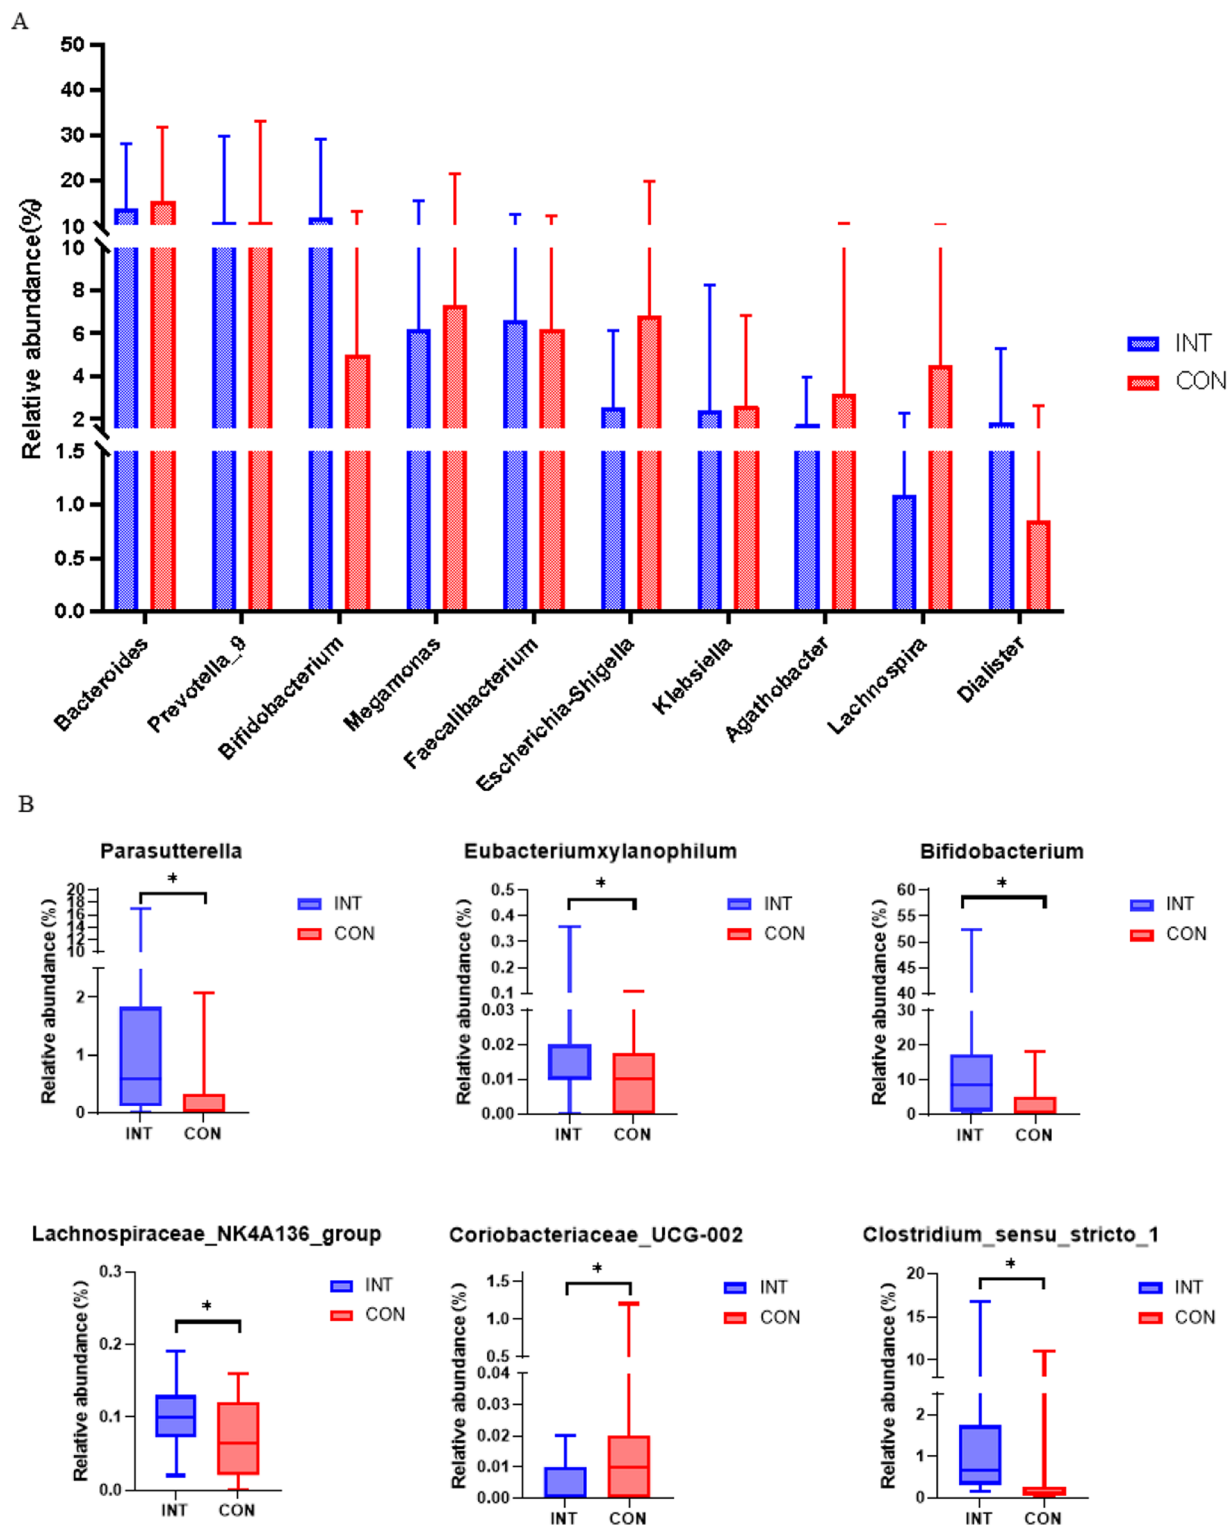 A
Relative abundance(%)
50
40
30
20
10
10
8
6
4
2
1.5
1.0
0.5
0.0
INT
CON
Bacteroides
Prevotella_9
Bifidobacterium
Megamonas
Faecalibacterium
Escherichia-Shigella
Klebsiella
Agathobacter
Lachnospira
Dialister
B
Parasutterella
Relative abundance (%)
20
18
16
14
12
10
2
1
0
*
INT
CON
INT CON
Eubacteriumxylanophilum
Relative abundance (%)
0.5
0.4
0.3
0.2
0.1
0.03
0.02
0.01
0.00
*
INT
CON
INT CON
Bifidobacterium
Relative abundance (%)
60
55
50
45
40
30
20
10
0
*
INT
CON
INT CON
Lachnospiraceae_NK4A136_group
Relative abundance (%)
0.3
0.2
0.1
0.0
*
INT
CON
INT CON
Coriobacteriaceae_UCG-002
Relative abundance (%)
1.5
1.0
0.5
0.04
0.03
0.02
0.01
0.00
*
INT
CON
INT CON
Clostridium_sensu_stricto_1
Relative abundance (%)
20
15
10
2
1
0
*
INT
CON
INT CON